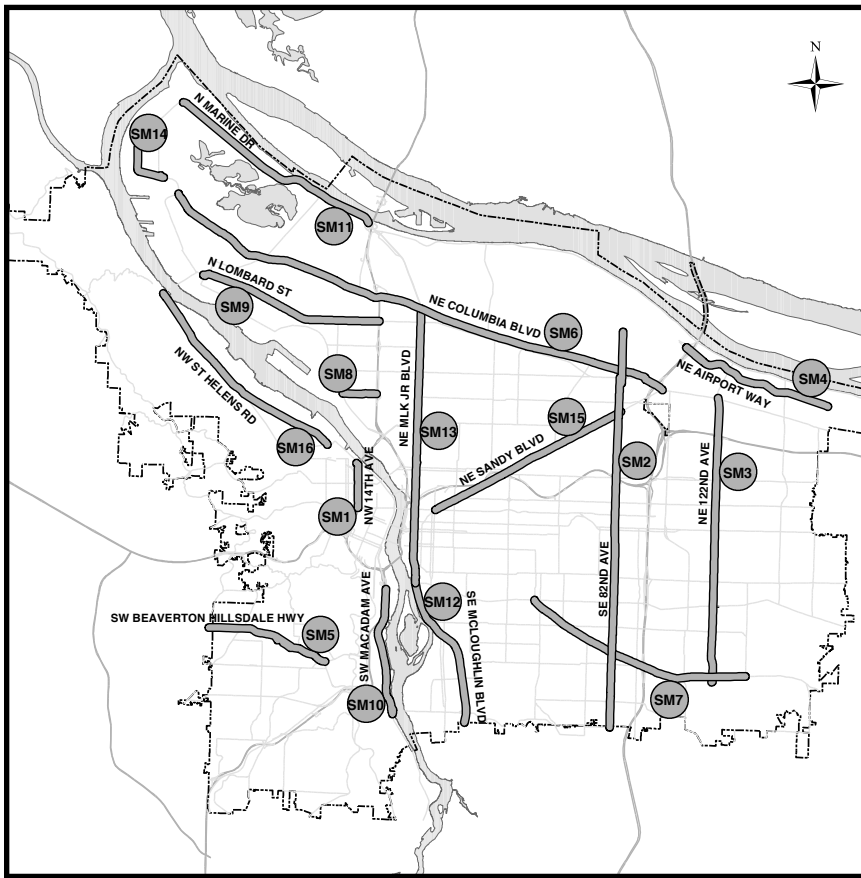 N
SM14
N MARINE DR
SM11
N LOMBARD ST
SM9
NE COLUMBIA BLVD
SM6
NE AIRPORT WAY
SM4
NW ST HELENS RD
SM8
NE MLK JR BLVD
SM15
SM13
NE SANDY BLVD
SM16
SM2
NE 122ND AVE
SM3
NW 14TH AVE
SM1
SE 82ND AVE
SW BEAVERTON HILLSDALE HWY
SM5
SW MACADAM AVE
SM12
SE MCLOUGHLIN BLVD
SM10
SM7